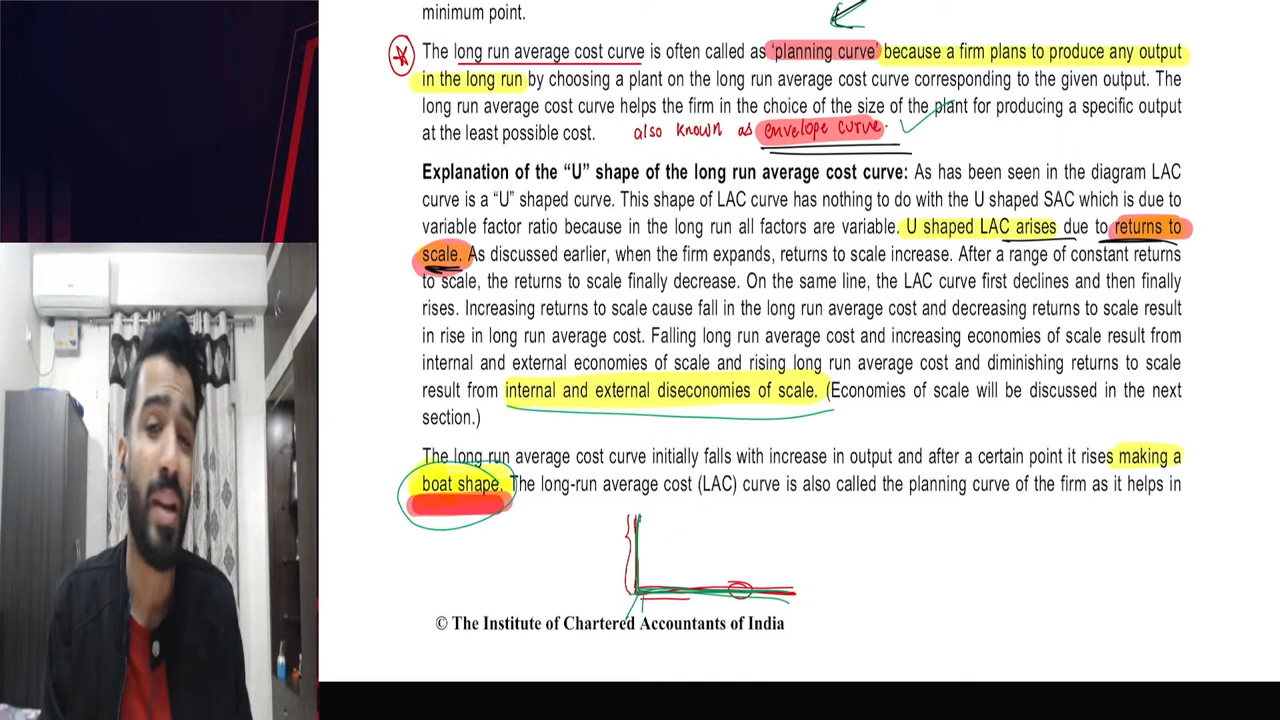 minimum point.
The long run average cost curve is often called as 'planning curve' because a firm plans to produce any output
in the long run by choosing a plant on the long run average cost curve corresponding to the given output. The
long run average cost curve helps the firm in the choice of the size of the plant for producing a specific output
at the least possible cost. also known as envelope curve
Explanation of the “U” shape of the long run average cost curve: As has been seen in the diagram LAC
curve is a “U” shaped curve. This shape of LAC curve has nothing to do with the U shaped SAC which is due to
variable factor ratio because in the long run all factors are variable. U shaped LAC arises due to returns to
scale. As discussed earlier, when the firm expands, returns to scale increase. After a range of constant returns
to scale, the returns to scale finally decrease. On the same line, the LAC curve first declines and then finally
rises. Increasing returns to scale cause fall in the long run average cost and decreasing returns to scale result
in rise in long run average cost. Falling long run average cost and increasing economies of scale result from
internal and external economies of scale and rising long run average cost and diminishing returns to scale
result from internal and external diseconomies of scale. (Economies of scale will be discussed in the next
section.)
The long run average cost curve initially falls with increase in output and after a certain point it rises making a
boat shape. The long-run average cost (LAC) curve is also called the planning curve of the firm as it helps in
© The Institute of Chartered Accountants of India